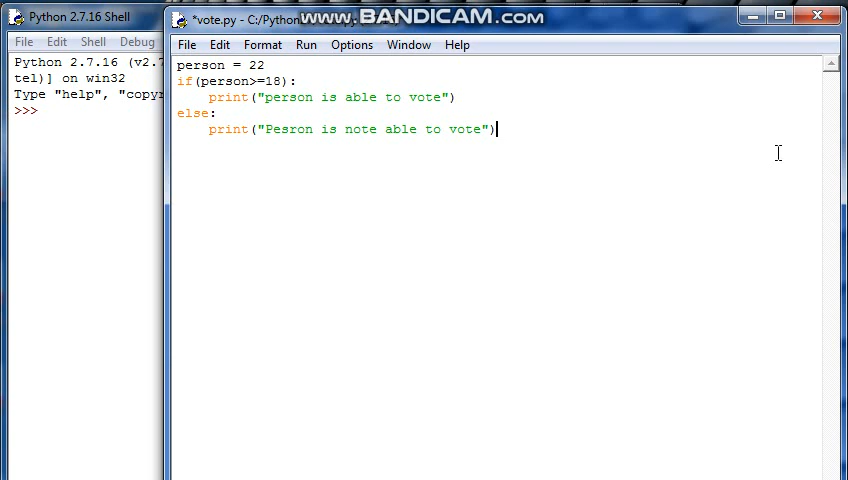 Python 2.7.16 Shell
File Edit Shell Debug
Python 2.7.16 (v2.7
tel)] on win32
Type "help", "copyr
>>>
*vote.py - C:/Python
www.BANDICAM.com
File Edit Format Run Options Window Help
person = 22
if(person>=18):
    print("person is able to vote")
else:
    print("Pesron is note able to vote")